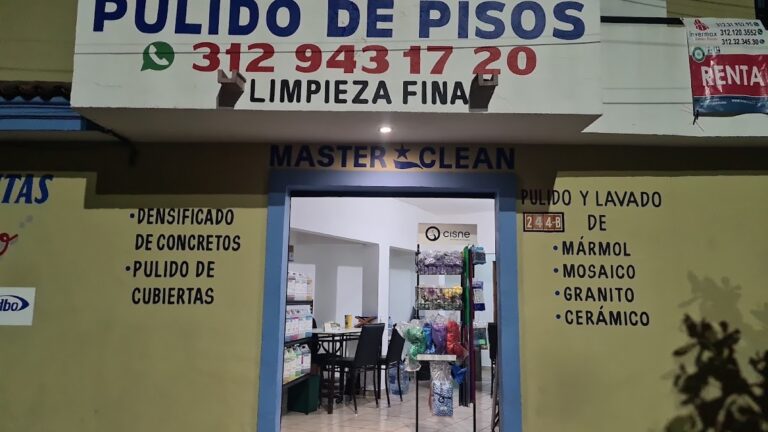 PULIDO DE PISOS
312 943 17 20
LIMPIEZA FINA
RENTA
MASTER CLEAN
•DENSIFICADO
DE CONCRETOS
•PULIDO DE
CUBIERTAS
cisne
PULIDO Y LAVADO
244-B
DE
•MÁRMOL
•MOSAICO
•GRANITO
•CERÁMICO